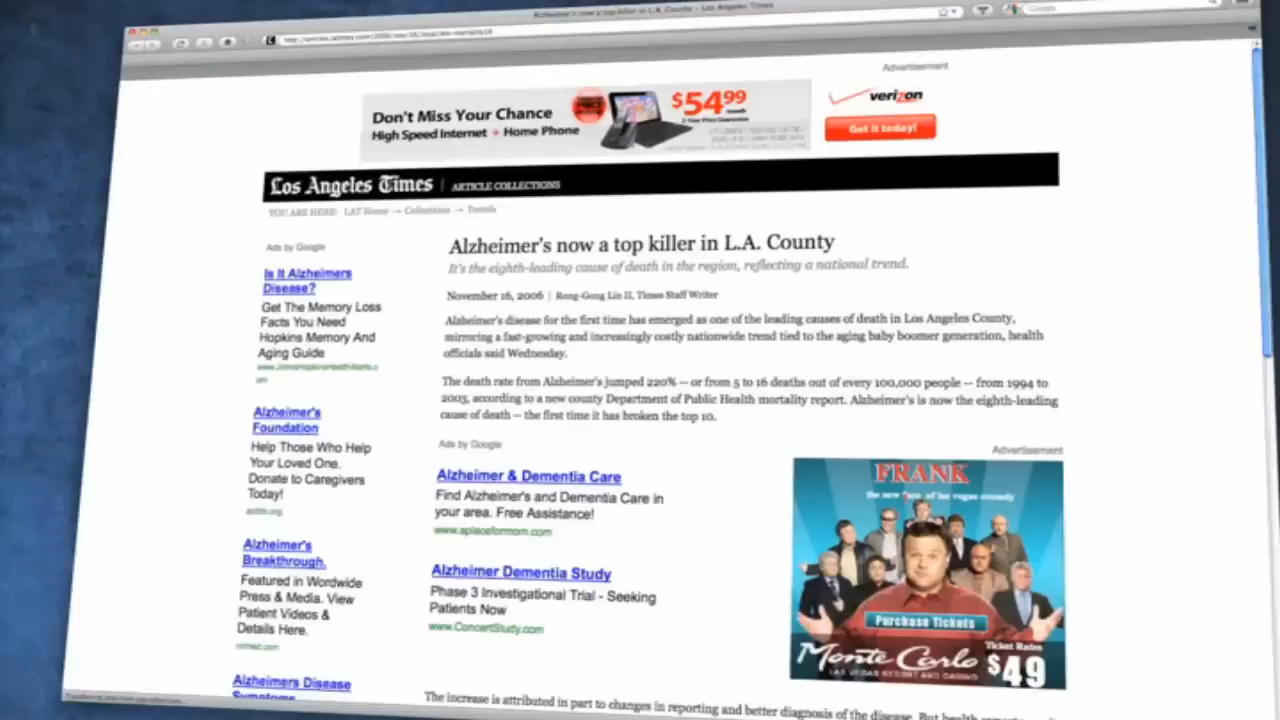 Alzheimer's now a top killer in L.A. County – Los Angeles Times
Advertisement
Don't Miss Your Chance
High Speed Internet + Home Phone
$54.99
verizon
Get it today!
Los Angeles Times | ARTICLE COLLECTIONS
YOU ARE HERE: LAT Home → Collections → Trends
Ads by Google
Is It Alzheimers
Disease?
Get The Memory Loss
Facts You Need
Hopkins Memory And
Aging Guide
Alzheimer's
Foundation
Help Those Who Help
Your Loved One.
Donate to Caregivers
Today!
Alzheimer's
Breakthrough.
Featured in Wordwide
Press & Media. View
Patient Videos &
Details Here.
Alzheimers Disease
Symptoms
Alzheimer's now a top killer in L.A. County
It's the eighth-leading cause of death in the region, reflecting a national trend.
November 16, 2006 | Rong-Gong Lin II, Times Staff Writer
Alzheimer's disease for the first time has emerged as one of the leading causes of death in Los Angeles County,
mirroring a fast-growing and increasingly costly nationwide trend tied to the aging baby boomer generation, health
officials said Wednesday.
The death rate from Alzheimer's jumped 220% -- or from 5 to 16 deaths out of every 100,000 people -- from 1994 to
2003, according to a new county Department of Public Health mortality report. Alzheimer's is now the eighth-leading
cause of death -- the first time it has broken the top 10.
Ads by Google
Alzheimer & Dementia Care
Find Alzheimer's and Dementia Care in
your area. Free Assistance!
www.aplaceformom.com
Alzheimer Dementia Study
Phase 3 Investigational Trial - Seeking
Patients Now
www.ConcertStudy.com
Advertisement
FRANK
the new face of las vegas comedy
Purchase Tickets
Monte Carlo
LAS VEGAS RESORT AND CASINO
Ticket Rates
$49
The increase is attributed in part to changes in reporting and better diagnosis of the disease. But health